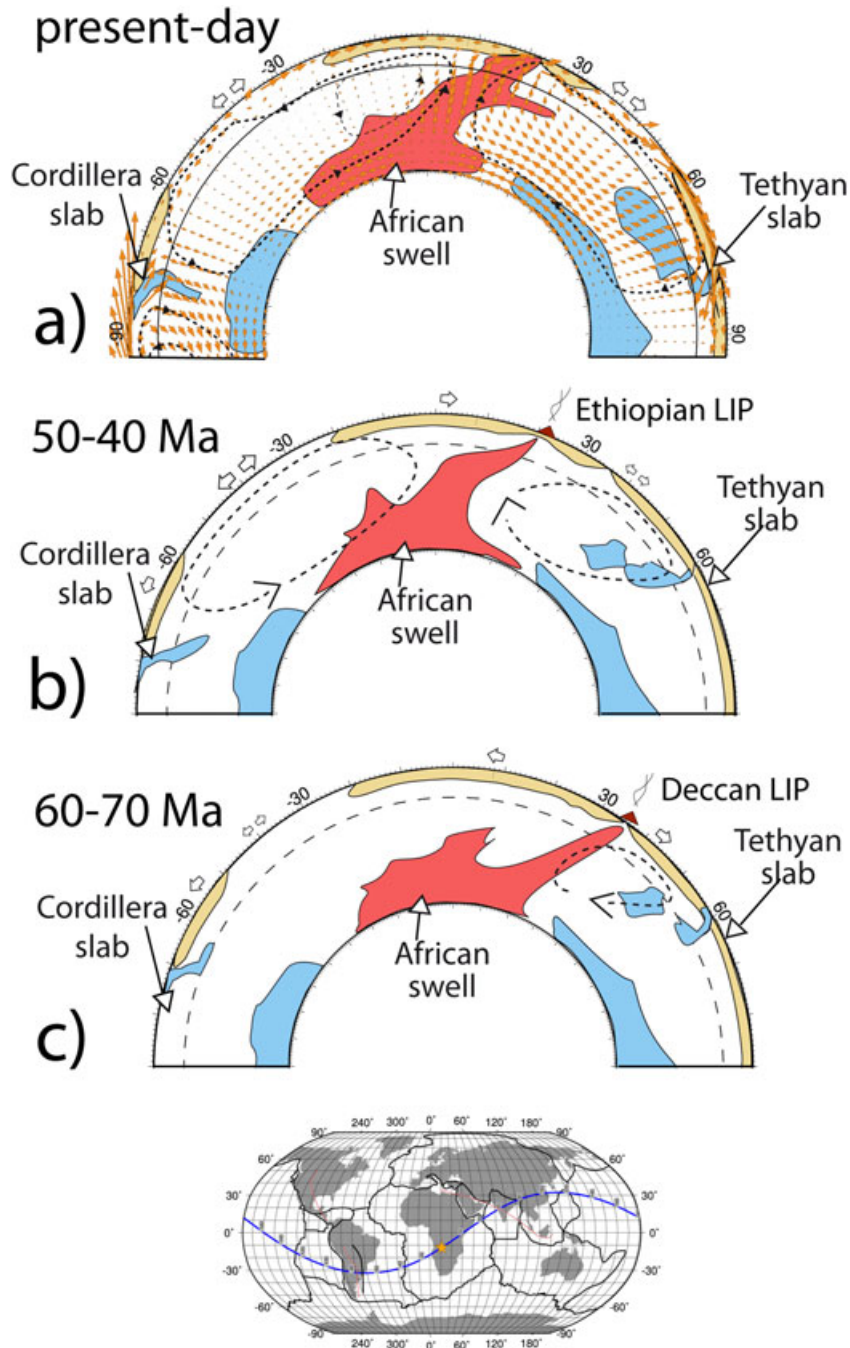 present-day
-30
30
-60
60
-90
90
Cordillera
slab
African
swell
Tethyan
slab
a)
50-40 Ma
Ethiopian LIP
-30
30
-60
60
Cordillera
slab
African
swell
Tethyan
slab
b)
60-70 Ma
Deccan LIP
-30
30
-60
60
Cordillera
slab
African
swell
Tethyan
slab
c)
240° 300° 0° 60° 120° 180°
90° 90°
60° 60°
30° 30°
0° 0°
-30° -30°
-60° -60°
-90° -90°
240° 300° 0° 60° 120° 180°